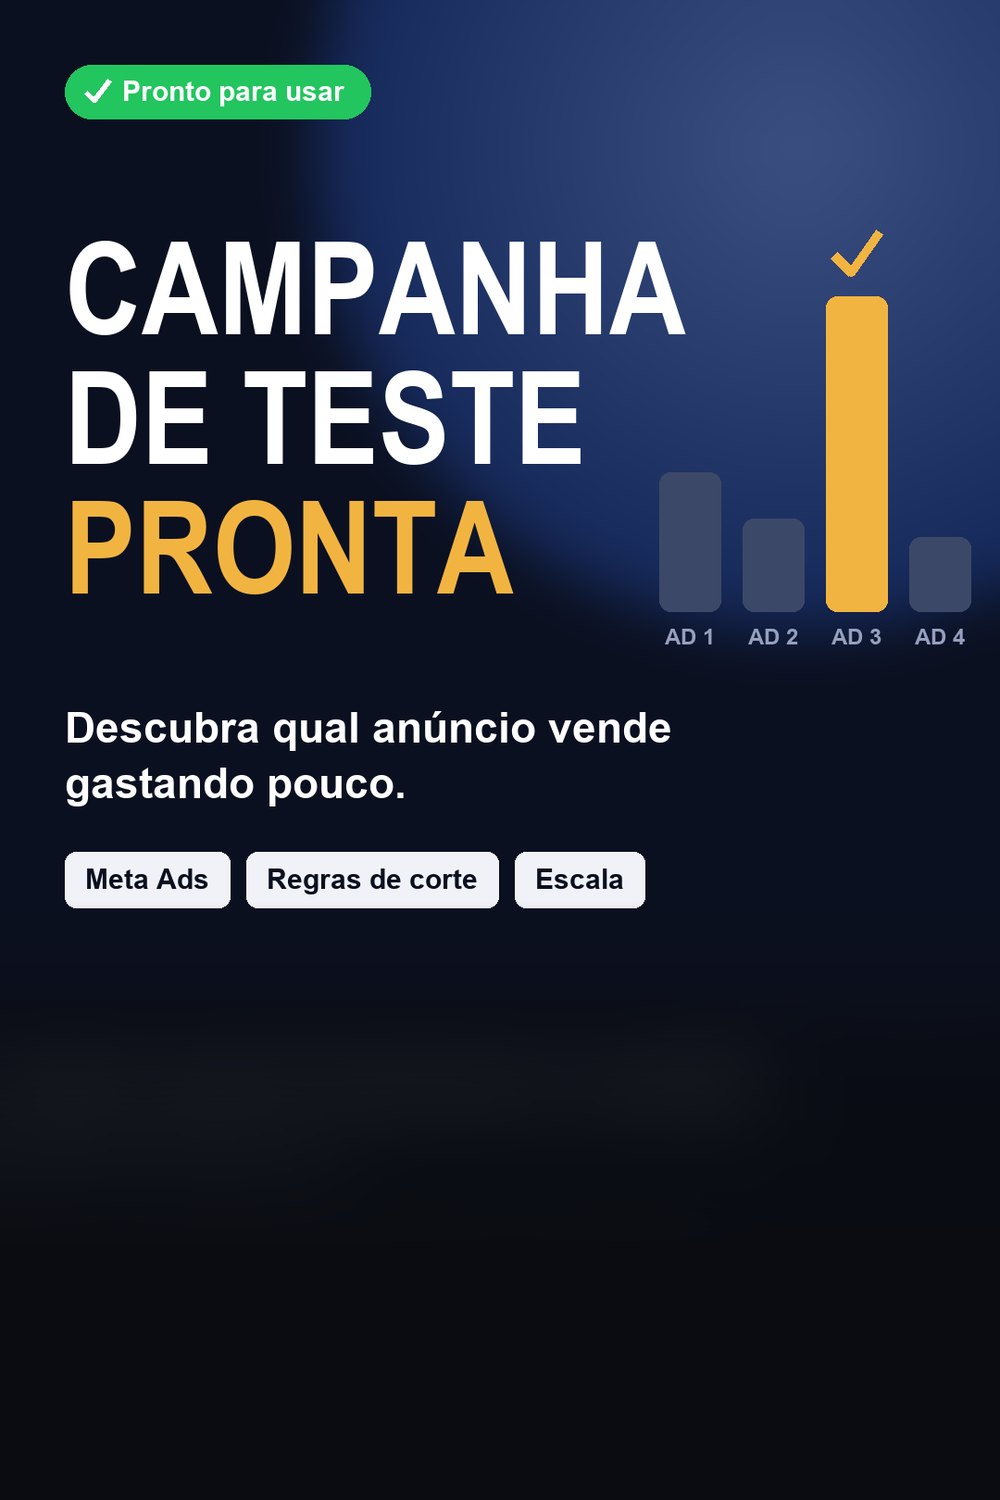 Pronto para usar
CAMPANHA
DE TESTE
PRONTA
AD 1 AD 2 AD 3 AD 4
Descubra qual anúncio vende
gastando pouco.
Meta Ads Regras de corte Escala